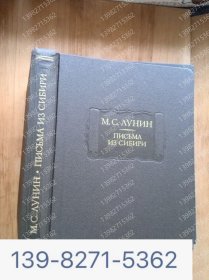 М.С. ЛУНИН • ПИСЬМА ИЗ СИБИРИ
М.С. ЛУНИН
ПИСЬМА
ИЗ СИБИРИ
139-8271-5362